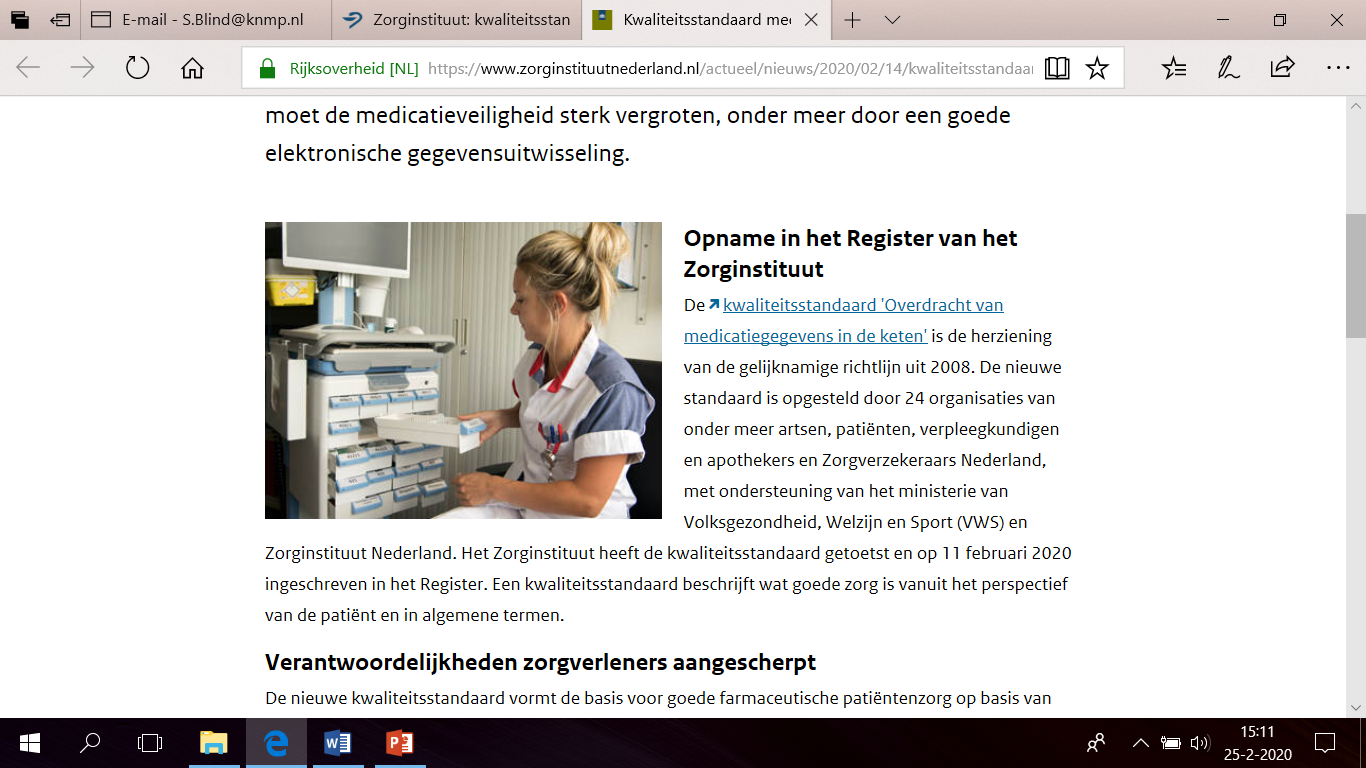 E-mail - S.Blind@knmp.nl
Zorginstituut: kwaliteitsstan
Kwaliteitsstandaard med
Rijksoverheid [NL] https://www.zorginstituutnederland.nl/actueel/nieuws/2020/02/14/kwaliteitsstandaar
moet de medicatieveiligheid sterk vergroten, onder meer door een goede
elektronische gegevensuitwisseling.
Opname in het Register van het
Zorginstituut
De kwaliteitsstandaard 'Overdracht van
medicatiegegevens in de keten' is de herziening
van de gelijknamige richtlijn uit 2008. De nieuwe
standaard is opgesteld door 24 organisaties van
onder meer artsen, patiënten, verpleegkundigen
en apothekers en Zorgverzekeraars Nederland,
met ondersteuning van het ministerie van
Volksgezondheid, Welzijn en Sport (VWS) en
Zorginstituut Nederland. Het Zorginstituut heeft de kwaliteitsstandaard getoetst en op 11 februari 2020
ingeschreven in het Register. Een kwaliteitsstandaard beschrijft wat goede zorg is vanuit het perspectief
van de patiënt en in algemene termen.
Verantwoordelijkheden zorgverleners aangescherpt
De nieuwe kwaliteitsstandaard vormt de basis voor goede farmaceutische patiëntenzorg op basis van
15:11
25-2-2020